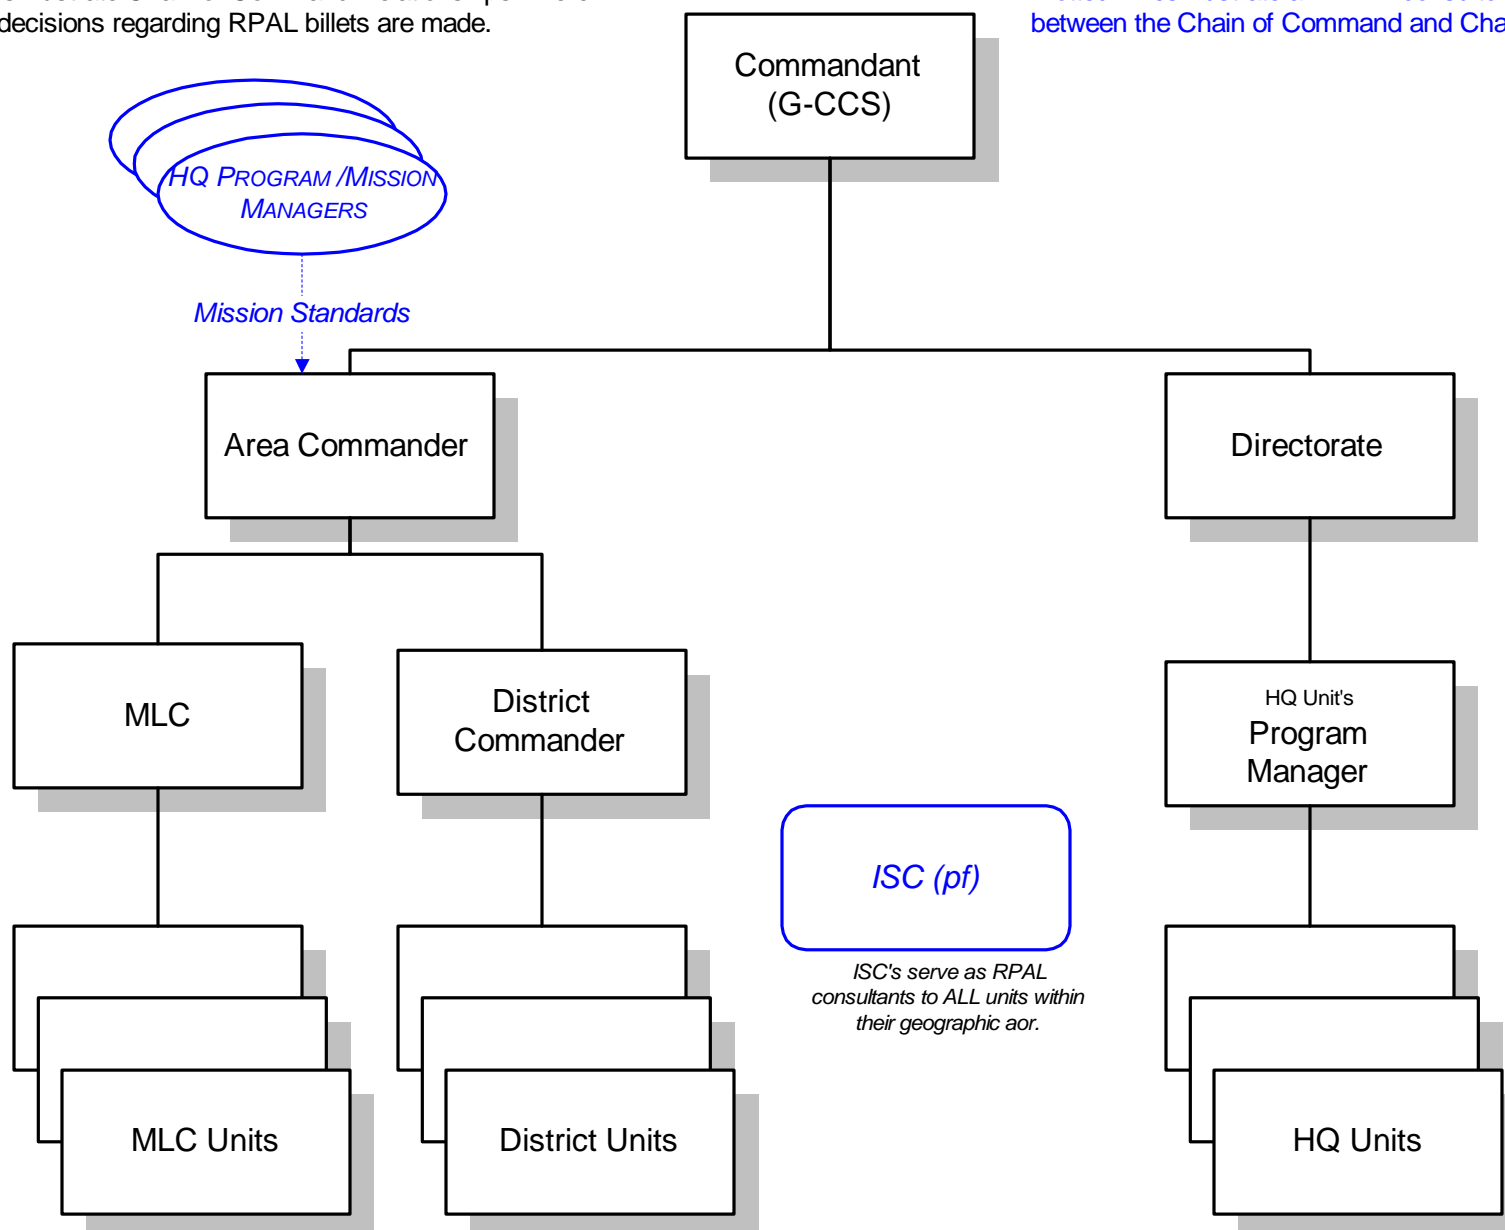 decisions regarding RPAL billets are made.
between the Chain of Command and Cha
Commandant
(G-CCS)
HQ PROGRAM /MISSION
MANAGERS
Mission Standards
Area Commander
Directorate
MLC
District
Commander
HQ Unit's
Program
Manager
ISC (pf)
ISC's serve as RPAL
consultants to ALL units within
their geographic aor.
MLC Units
District Units
HQ Units